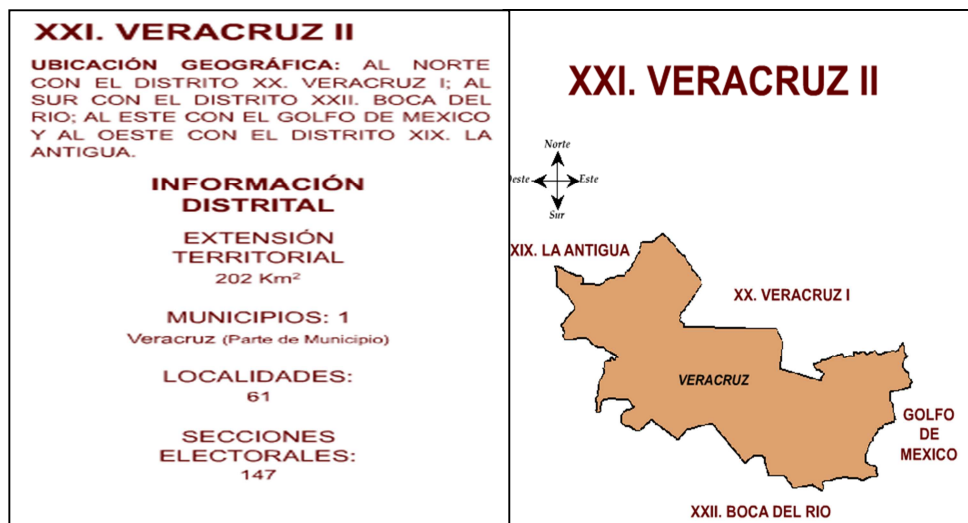 XXI. VERACRUZ II
UBICACIÓN GEOGRÁFICA: AL NORTE
CON EL DISTRITO XX. VERACRUZ I; AL
SUR CON EL DISTRITO XXII. BOCA DEL
RIO; AL ESTE CON EL GOLFO DE MEXICO
Y AL OESTE CON EL DISTRITO XIX. LA
ANTIGUA.
INFORMACIÓN
DISTRITAL
EXTENSIÓN
TERRITORIAL
202 Km²
MUNICIPIOS: 1
Veracruz (Parte de Municipio)
LOCALIDADES:
61
SECCIONES
ELECTORALES:
147
XXI. VERACRUZ II
Norte
Oeste
Este
Sur
XIX. LA ANTIGUA
XX. VERACRUZ I
VERACRUZ
GOLFO
DE
MEXICO
XXII. BOCA DEL RIO